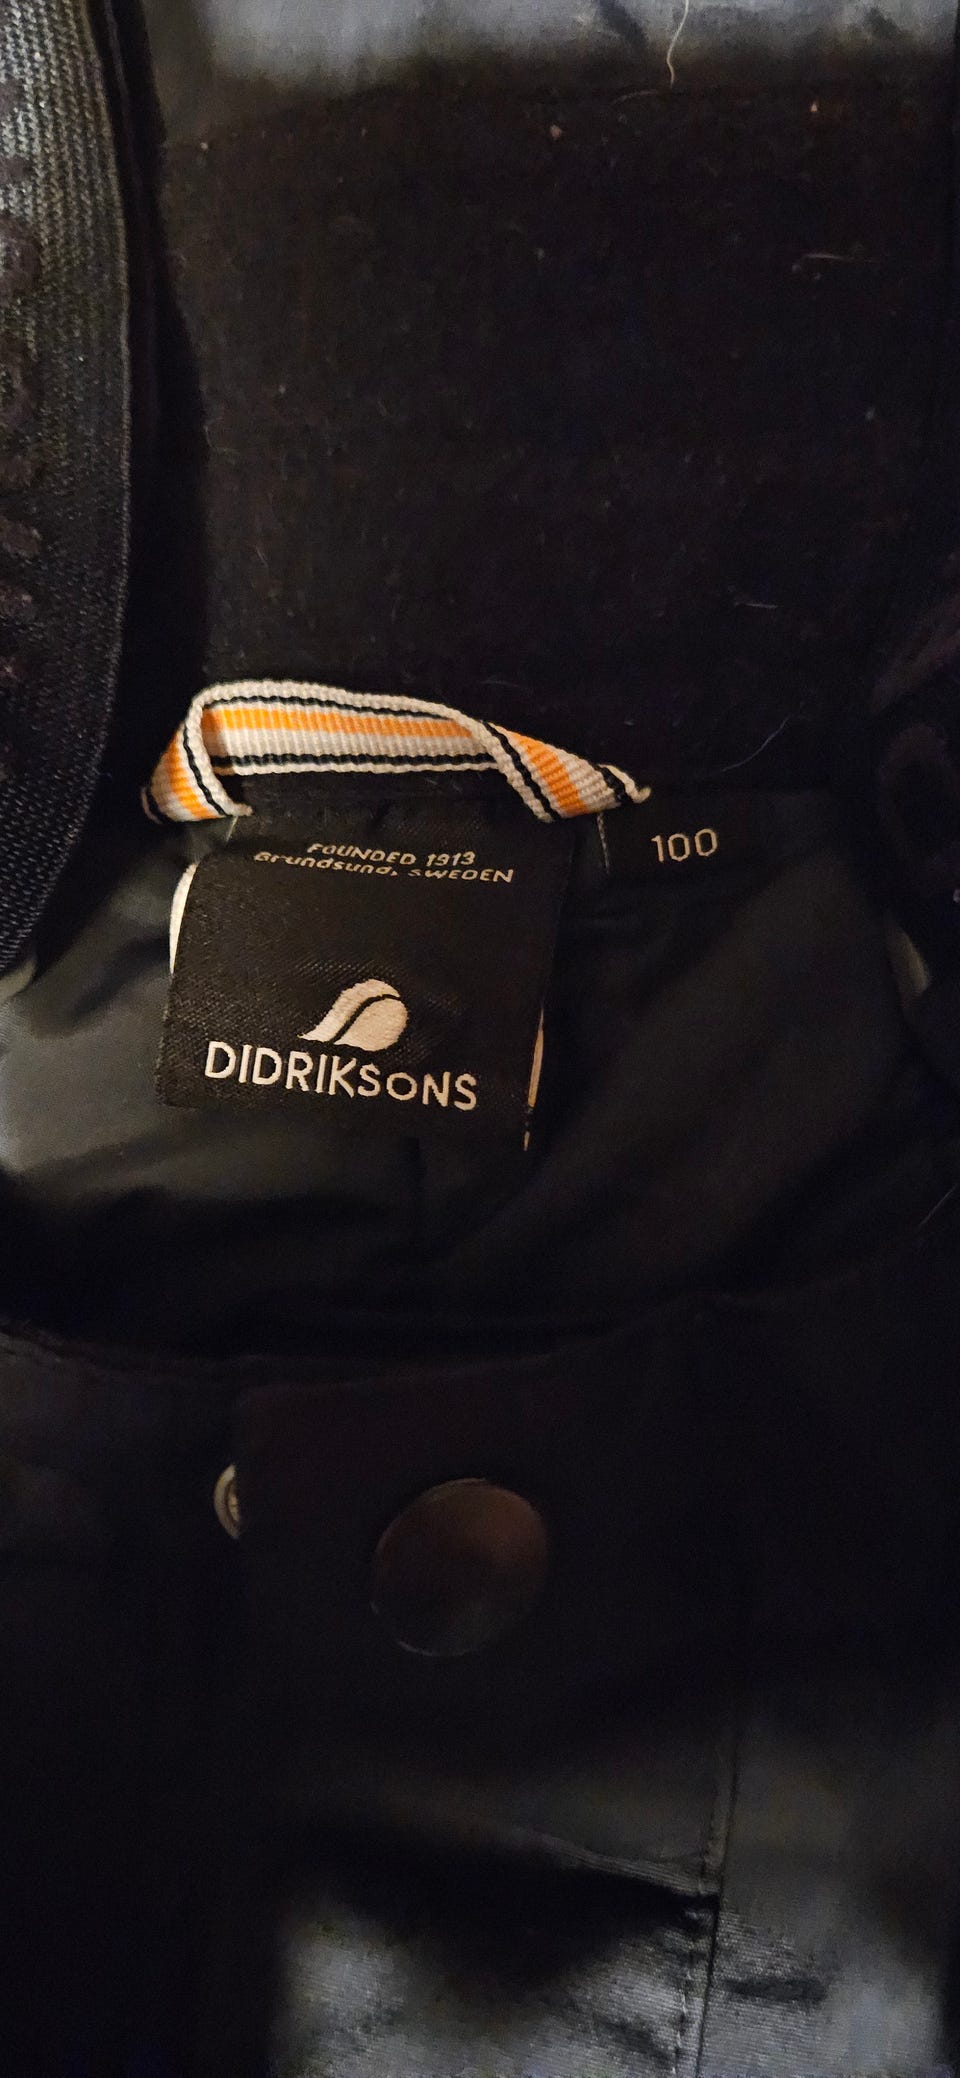 FOUNDED 1913
Grundsund, SWEDEN
100
DIDRIKSONS